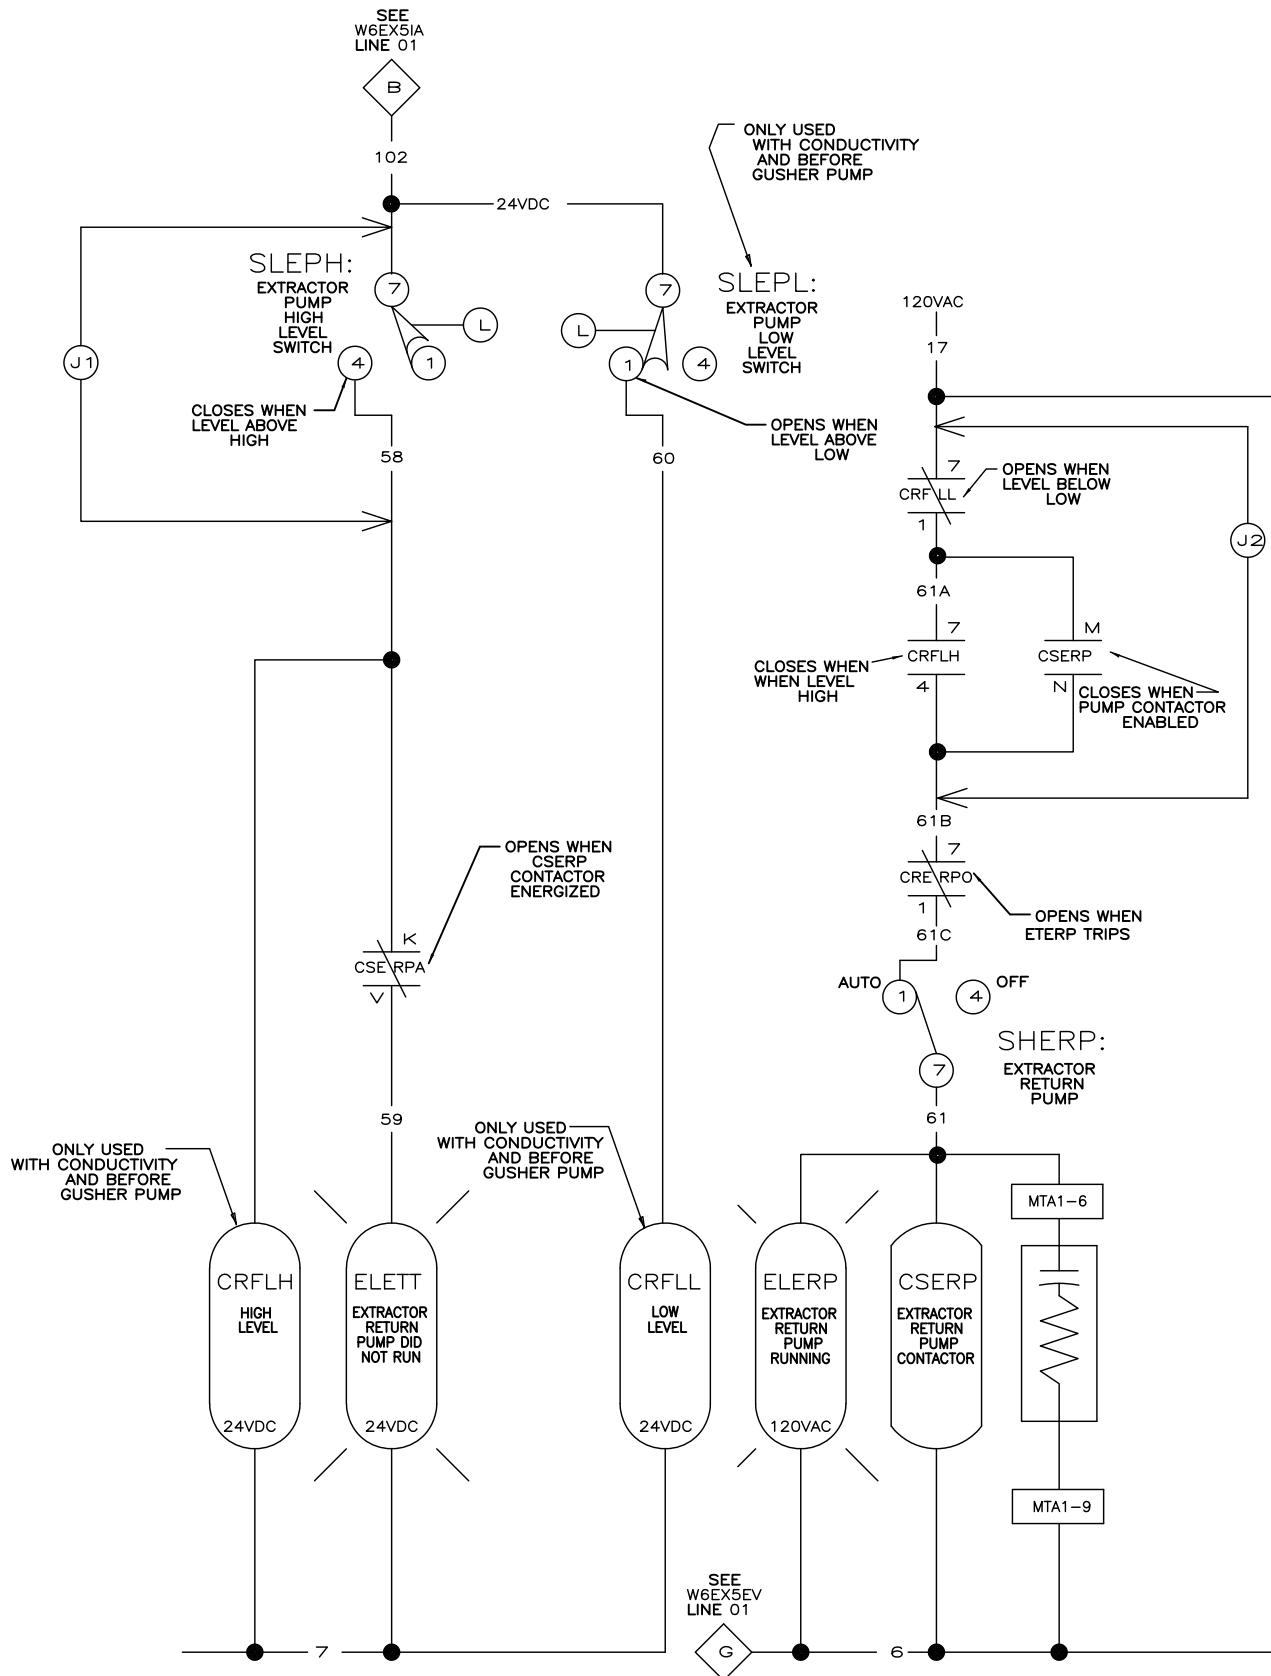 SEE
W6EX5IA
LINE 01
B
102
24VDC
ONLY USED
WITH CONDUCTIVITY
AND BEFORE
GUSHER PUMP
SLEPH:
EXTRACTOR
PUMP
HIGH
LEVEL
SWITCH
7
L
J1
4
1
CLOSES WHEN
LEVEL ABOVE
HIGH
58
SLEPL:
EXTRACTOR
PUMP
LOW
LEVEL
SWITCH
7
L
1
4
OPENS WHEN
LEVEL ABOVE
LOW
60
120VAC
17
7
CRFLL
1
OPENS WHEN
LEVEL BELOW
LOW
J2
61A
7
CRFLH
4
CLOSES WHEN
WHEN LEVEL
HIGH
M
CSERP
N
CLOSES WHEN
PUMP CONTACTOR
ENABLED
61B
7
CRERPO
1
61C
OPENS WHEN
ETERP TRIPS
OPENS WHEN
CSERP
CONTACTOR
ENERGIZED
K
CSERPA
V
59
AUTO
1
4
OFF
SHERP:
EXTRACTOR
RETURN
PUMP
7
61
ONLY USED
WITH CONDUCTIVITY
AND BEFORE
GUSHER PUMP
ONLY USED
WITH CONDUCTIVITY
AND BEFORE
GUSHER PUMP
CRFLH
HIGH
LEVEL
24VDC
ELETT
EXTRACTOR
RETURN
PUMP DID
NOT RUN
24VDC
CRFLL
LOW
LEVEL
24VDC
ELERP
EXTRACTOR
RETURN
PUMP
RUNNING
120VAC
CSERP
EXTRACTOR
RETURN
PUMP
CONTACTOR
MTA1-6
MTA1-9
SEE
W6EX5EV
LINE 01
7
G
6